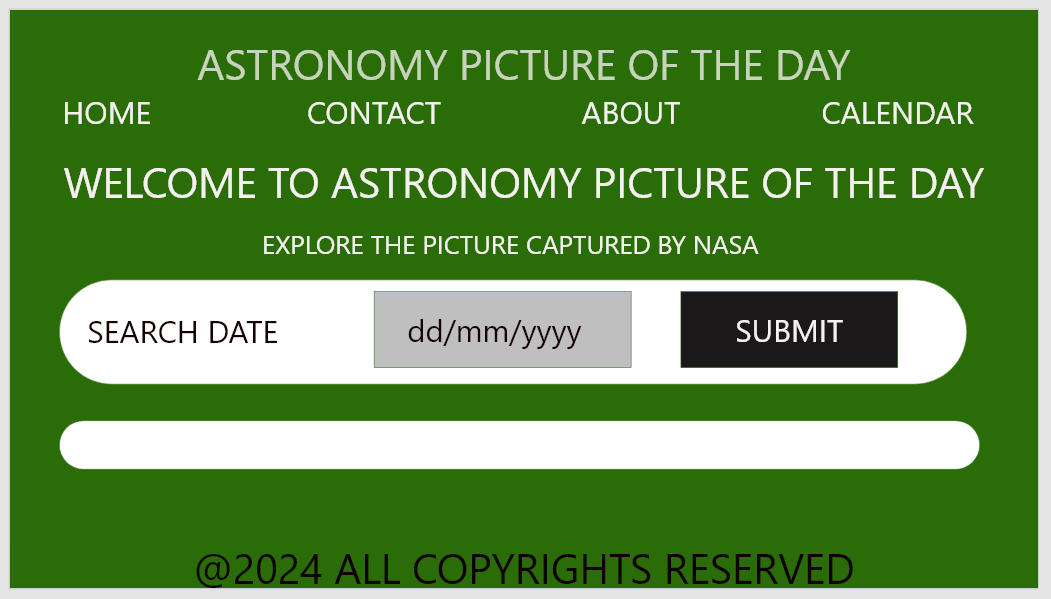 ASTRONOMY PICTURE OF THE DAY
HOME CONTACT ABOUT CALENDAR
WELCOME TO ASTRONOMY PICTURE OF THE DAY
EXPLORE THE PICTURE CAPTURED BY NASA
SEARCH DATE dd/mm/yyyy SUBMIT
@2024 ALL COPYRIGHTS RESERVED